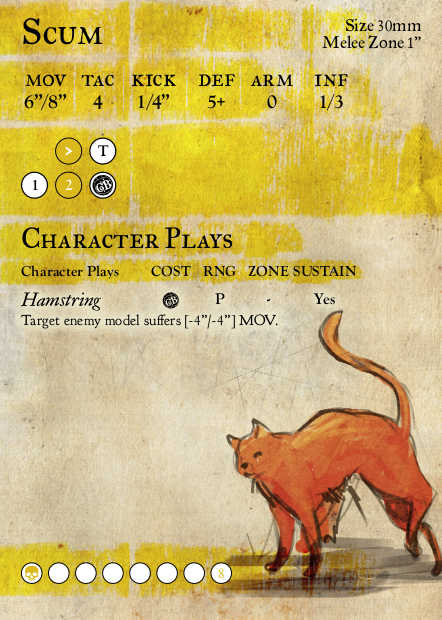 Scum
Size 30mm
Melee Zone 1”
MOV TAC KICK DEF ARM INF
6”/8” 4 1/4” 5+ 0 1/3
> T
1 2 GB
Character Plays
Character Plays COST RNG ZONE SUSTAIN
Hamstring GB P - Yes
Target enemy model suffers [-4”/-4”] MOV.
8